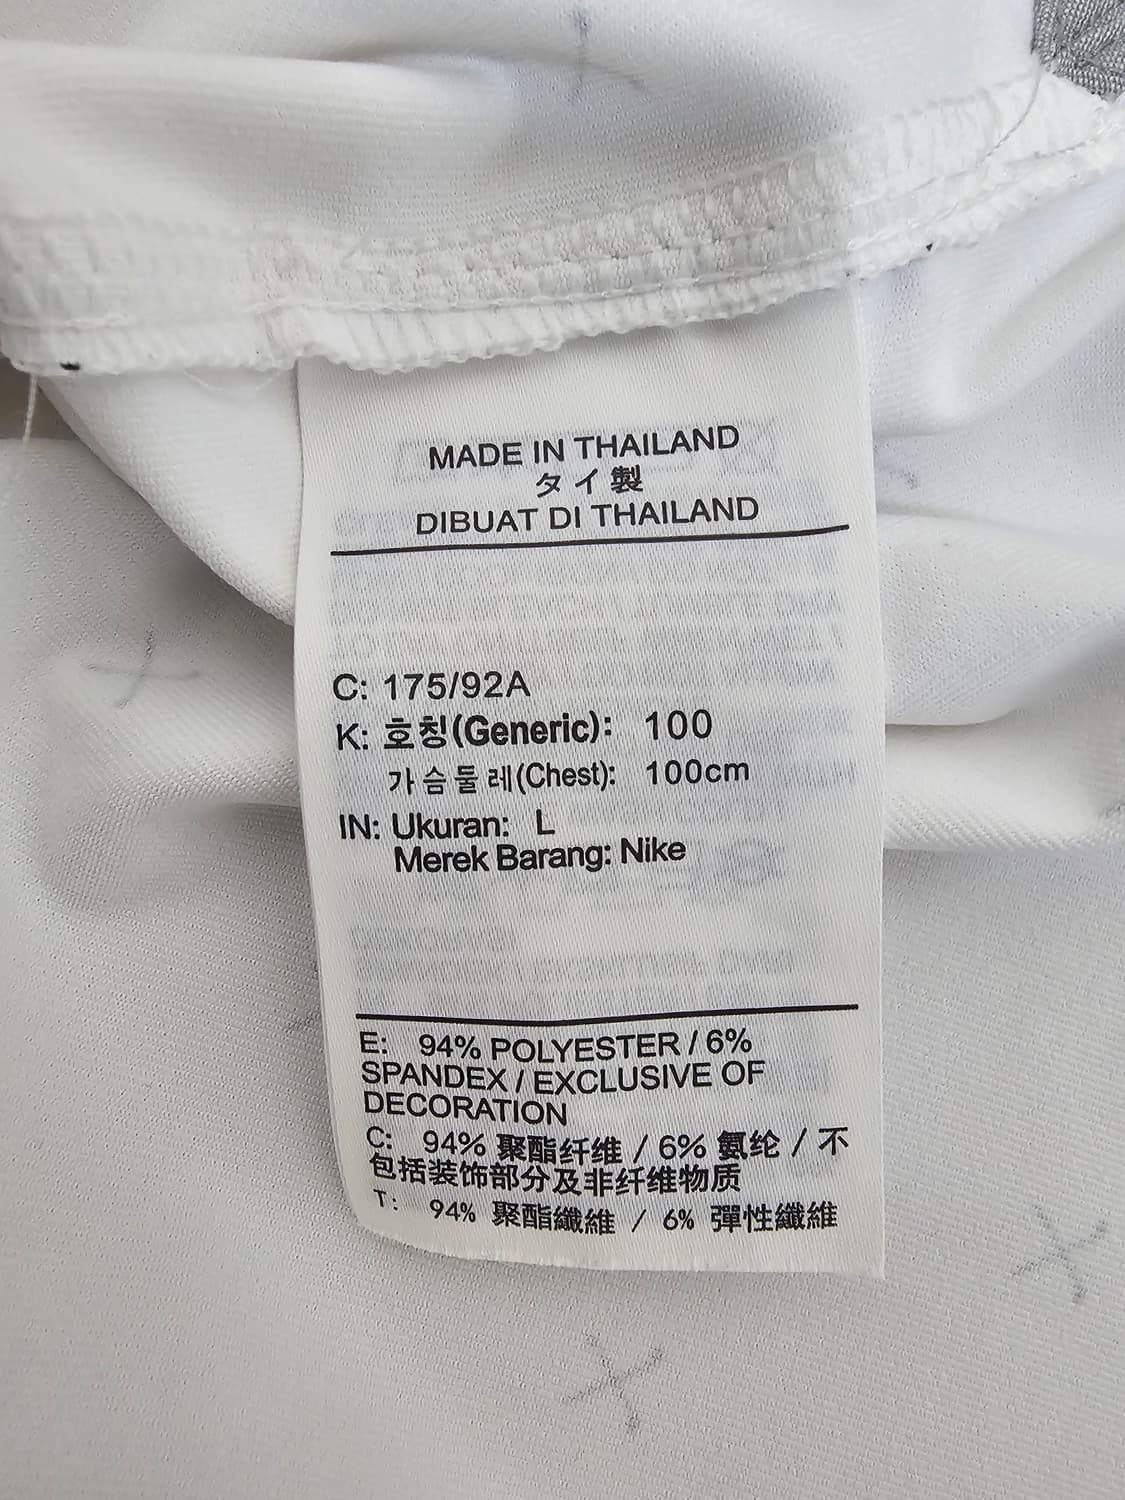 MADE IN THAILAND
タイ製
DIBUAT DI THAILAND
C: 175/92A
K: 호칭(Generic): 100
가슴둘레(Chest): 100cm
IN: Ukuran: L
Merek Barang: Nike
E: 94% POLYESTER / 6%
SPANDEX / EXCLUSIVE OF
DECORATION
C: 94% 聚酯纤维 / 6% 氨纶 / 不
包括装饰部分及非纤维物质
T: 94% 聚酯纖維 / 6% 彈性纖維